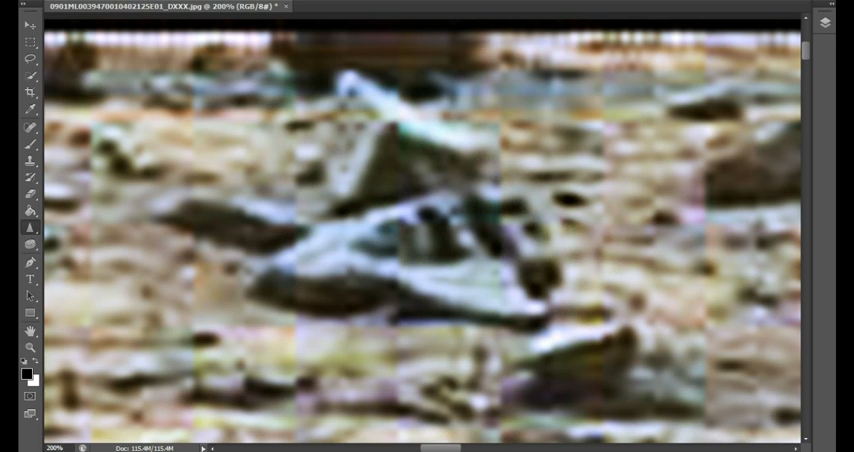 0901ML0039470010402125E01_DXXX.jpg @ 200% (RGB/8#) * ×
200%
Doc: 115.4M/115.4M